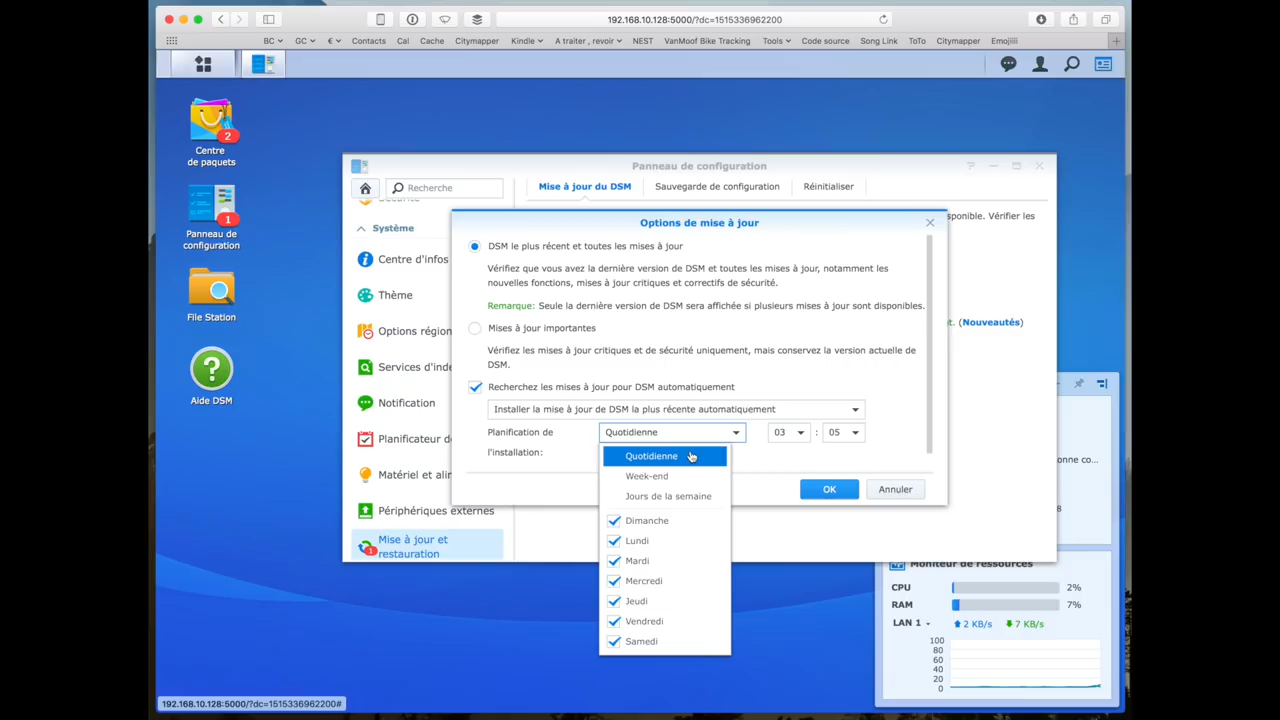 192.168.10.128:5000/?dc=1515336962200
BC GC € Contacts Cal Cache Citymapper Kindle A traiter , revoir NEST VanMoof Bike Tracking Tools Code source Song Link ToTo Citymapper Emojiiii
2
Centre
de paquets
1
Panneau de
configuration
File Station
?
Aide DSM
Panneau de configuration
Recherche
Mise à jour du DSM Sauvegarde de configuration Réinitialiser
Système
Centre d'infos
Thème
Options région
Services d'inde
Notification
Planificateur de
Matériel et alin
Périphériques externes
1
Mise à jour et
restauration
sponible. Vérifier les
t. (Nouveautés)
Options de mise à jour
DSM le plus récent et toutes les mises à jour
Vérifiez que vous avez la dernière version de DSM et toutes les mises à jour, notamment les
nouvelles fonctions, mises à jour critiques et correctifs de sécurité.
Remarque: Seule la dernière version de DSM sera affichée si plusieurs mises à jour sont disponibles.
Mises à jour importantes
Vérifiez les mises à jour critiques et de sécurité uniquement, mais conservez la version actuelle de
DSM.
Recherchez les mises à jour pour DSM automatiquement
Installer la mise à jour de DSM la plus récente automatiquement
Planification de
l'installation:
Quotidienne
03 : 05
Quotidienne
Week-end
Jours de la semaine
Dimanche
Lundi
Mardi
Mercredi
Jeudi
Vendredi
Samedi
OK Annuler
onne co...
8
Moniteur de ressources
CPU 2%
RAM 7%
LAN 1 2 KB/s 7 KB/s
100
80
60
40
20
0
192.168.10.128:5000/?dc=1515336962200#